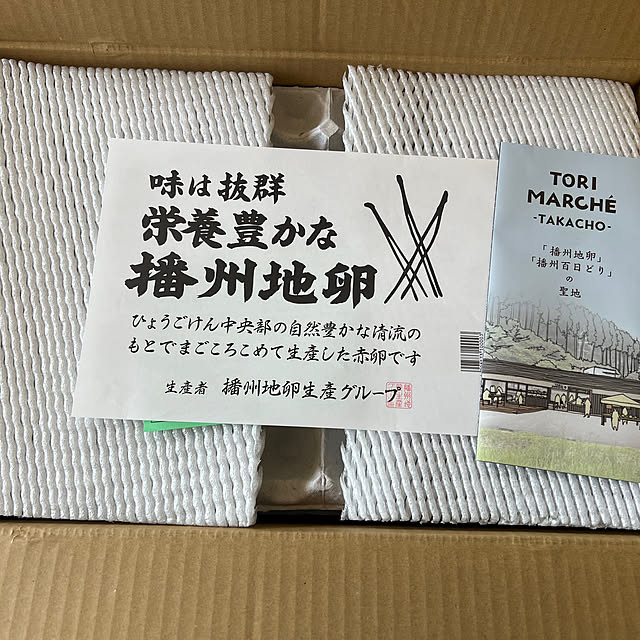 味は抜群
栄養豊かな
播州地卵
ひょうごけん中央部の自然豊かな清流の
もとでまごころこめて生産した赤卵です
生産者 播州地卵生産グループ
TORI
MARCHÉ
-TAKACHO-
「播州地卵」
「播州百日どり」
の
聖地